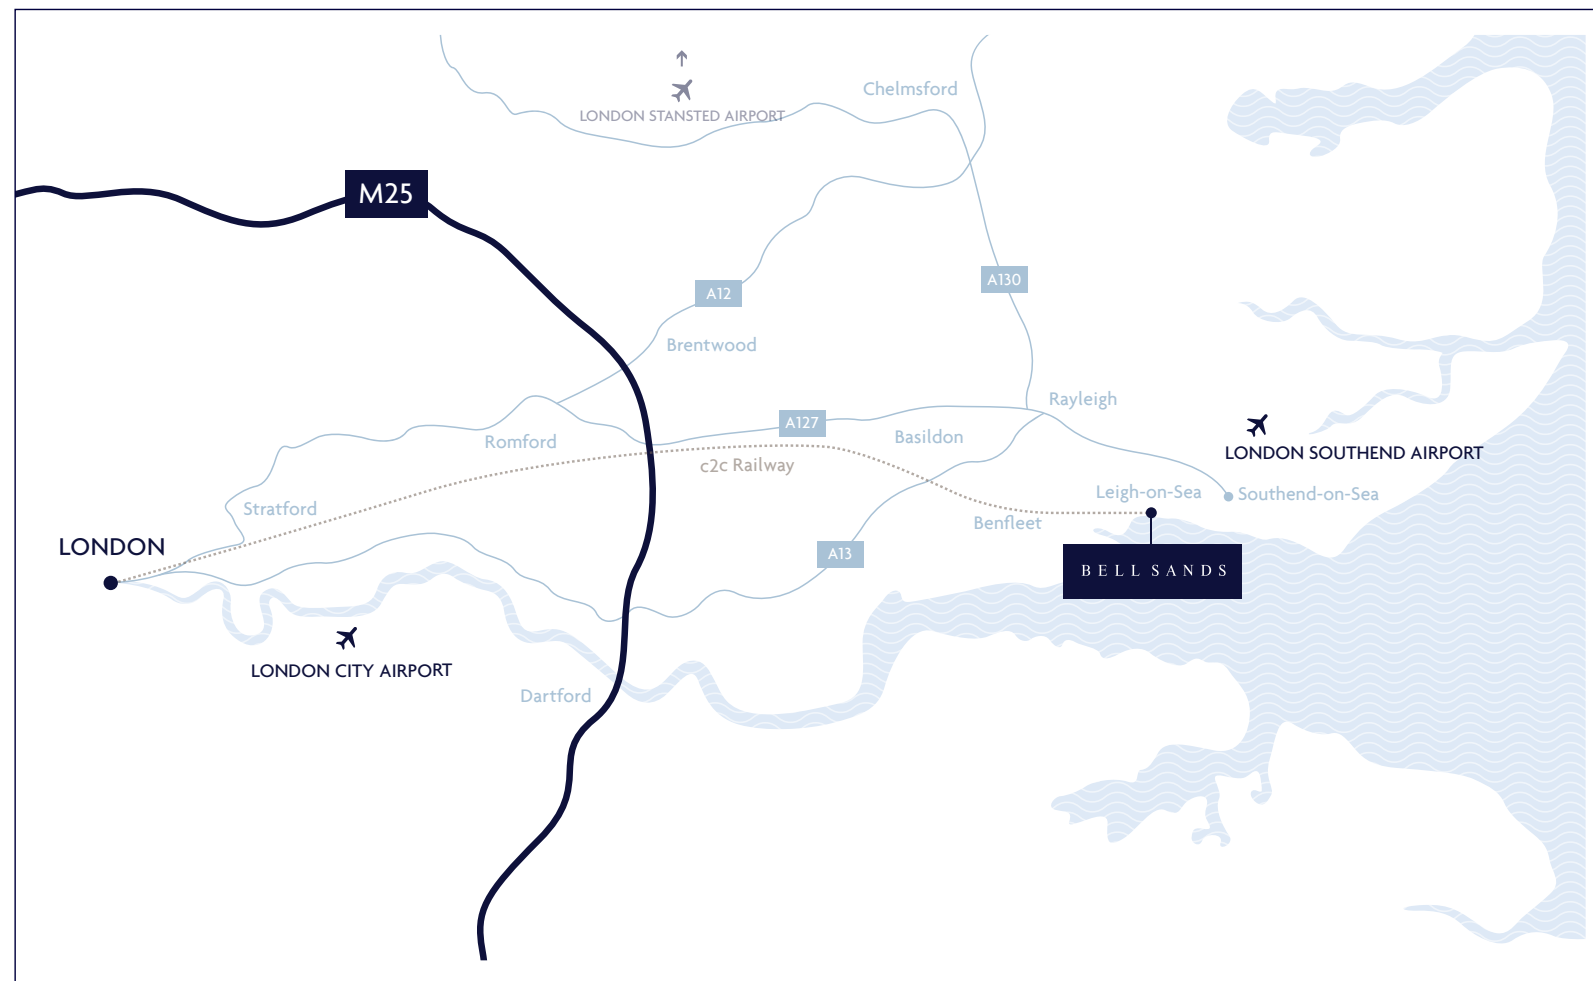 Chelmsford
LONDON STANSTED AIRPORT
M25
A130
A12
Brentwood
Rayleigh
A127
Basildon
Romford
LONDON SOUTHEND AIRPORT
c2c Railway
Leigh-on-Sea
Southend-on-Sea
Stratford
Benfleet
LONDON
A13
BELL SANDS
LONDON CITY AIRPORT
Dartford